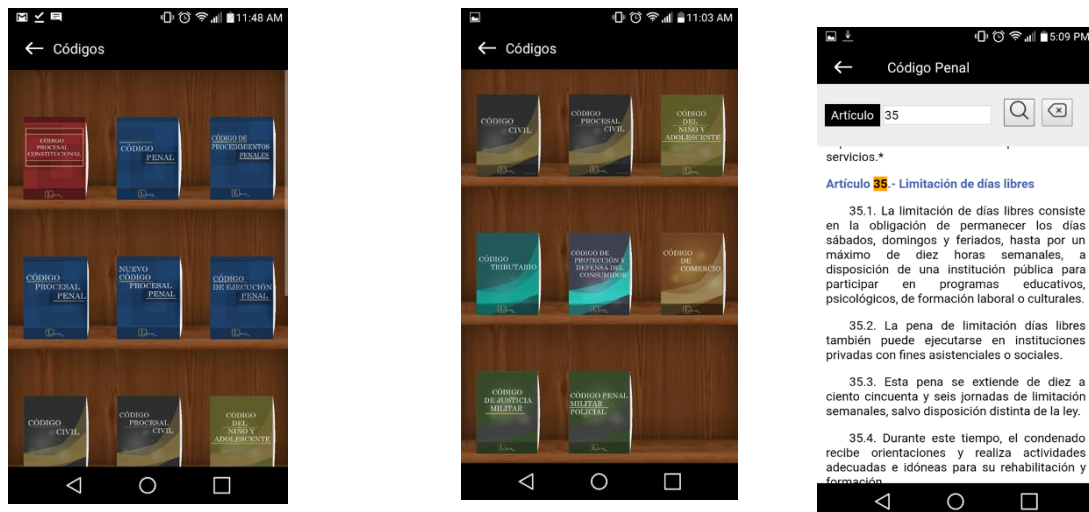 11:48 AM
Códigos
CÓDIGO
PROCESAL
CONSTITUCIONAL
CÓDIGO
PENAL
CÓDIGO DE
PROCEDIMIENTOS
PENALES
CÓDIGO
PROCESAL
PENAL
NUEVO
CÓDIGO
PROCESAL
PENAL
CÓDIGO
DE EJECUCIÓN
PENAL
CÓDIGO
CIVIL
CÓDIGO
PROCESAL
CIVIL
CÓDIGO
DEL
NIÑO Y
ADOLESCENTE
11:03 AM
Códigos
CÓDIGO
CIVIL
CÓDIGO
PROCESAL
CIVIL
CÓDIGO
DEL
NIÑO Y
ADOLESCENTE
CÓDIGO
TRIBUTARIO
CÓDIGO DE
PROTECCIÓN Y
DEFENSA DEL
CONSUMIDOR
CÓDIGO
DE
COMERCIO
CÓDIGO
DE JUSTICIA
MILITAR
CÓDIGO PENAL
MILITAR
POLICIAL
5:09 PM
Código Penal
Artículo 35
servicios.*
Artículo 35.- Limitación de días libres
35.1. La limitación de días libres consiste
en la obligación de permanecer los días
sábados, domingos y feriados, hasta por un
máximo de diez horas semanales, a
disposición de una institución pública para
participar en programas educativos,
psicológicos, de formación laboral o culturales.
35.2. La pena de limitación días libres
también puede ejecutarse en instituciones
privadas con fines asistenciales o sociales.
35.3. Esta pena se extiende de diez a
ciento cincuenta y seis jornadas de limitación
semanales, salvo disposición distinta de la ley.
35.4. Durante este tiempo, el condenado
recibe orientaciones y realiza actividades
adecuadas e idóneas para su rehabilitación y
formación